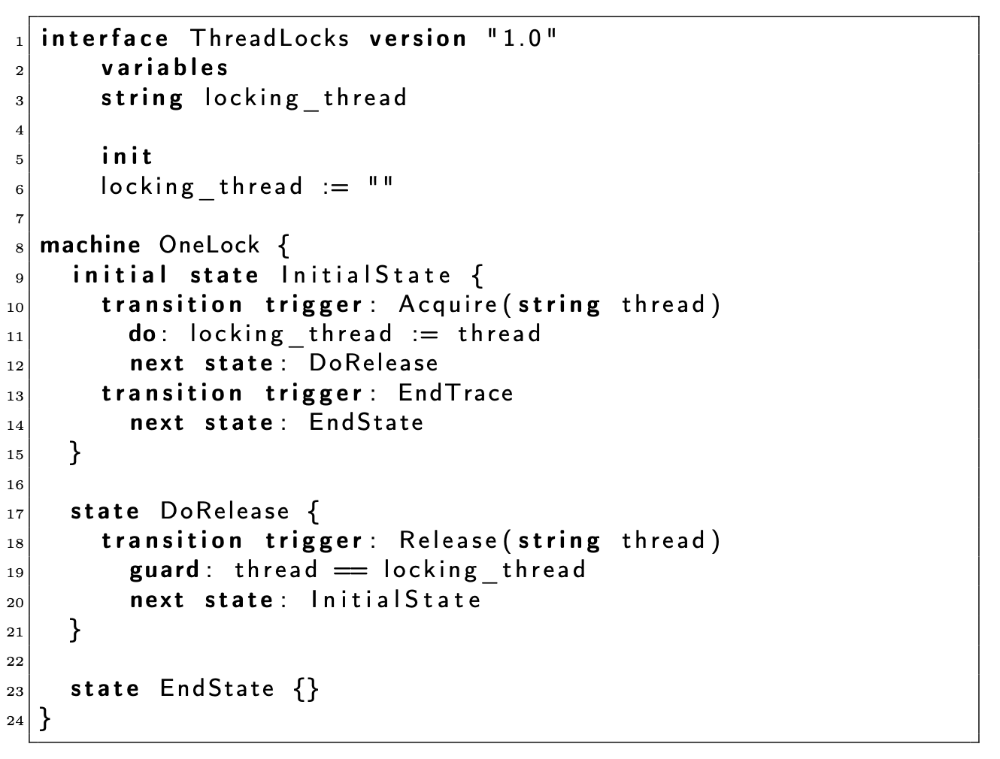 1 interface ThreadLocks version "1.0"
2 variables
3 string locking_thread
4
5 init
6 locking_thread := ""
7
8 machine OneLock {
9 initial state InitialState {
10 transition trigger: Acquire(string thread)
11 do: locking_thread := thread
12 next state: DoRelease
13 transition trigger: EndTrace
14 next state: EndState
15 }
16
17 state DoRelease {
18 transition trigger: Release(string thread)
19 guard: thread == locking_thread
20 next state: InitialState
21 }
22
23 state EndState {}
24 }